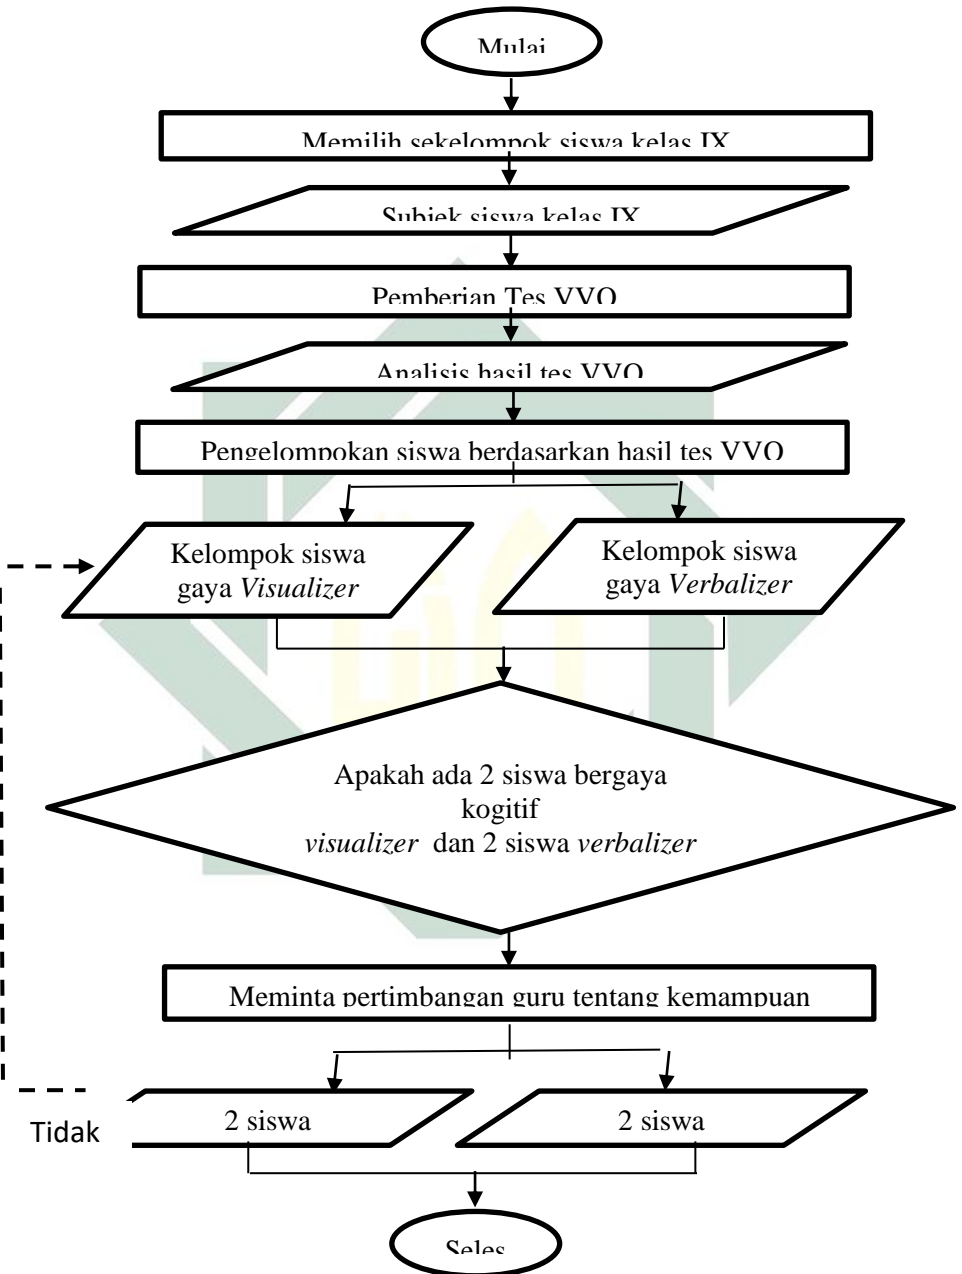 Mulai
Memilih sekelompok siswa kelas IX
Subjek siswa kelas IX
Pemberian Tes VVQ
Analisis hasil tes VVQ
Pengelompokan siswa berdasarkan hasil tes VVQ
Kelompok siswa
gaya Visualizer
Kelompok siswa
gaya Verbalizer
Apakah ada 2 siswa bergaya
kogitif
visualizer dan 2 siswa verbalizer
Meminta pertimbangan guru tentang kemampuan
2 siswa
2 siswa
Tidak
Seles